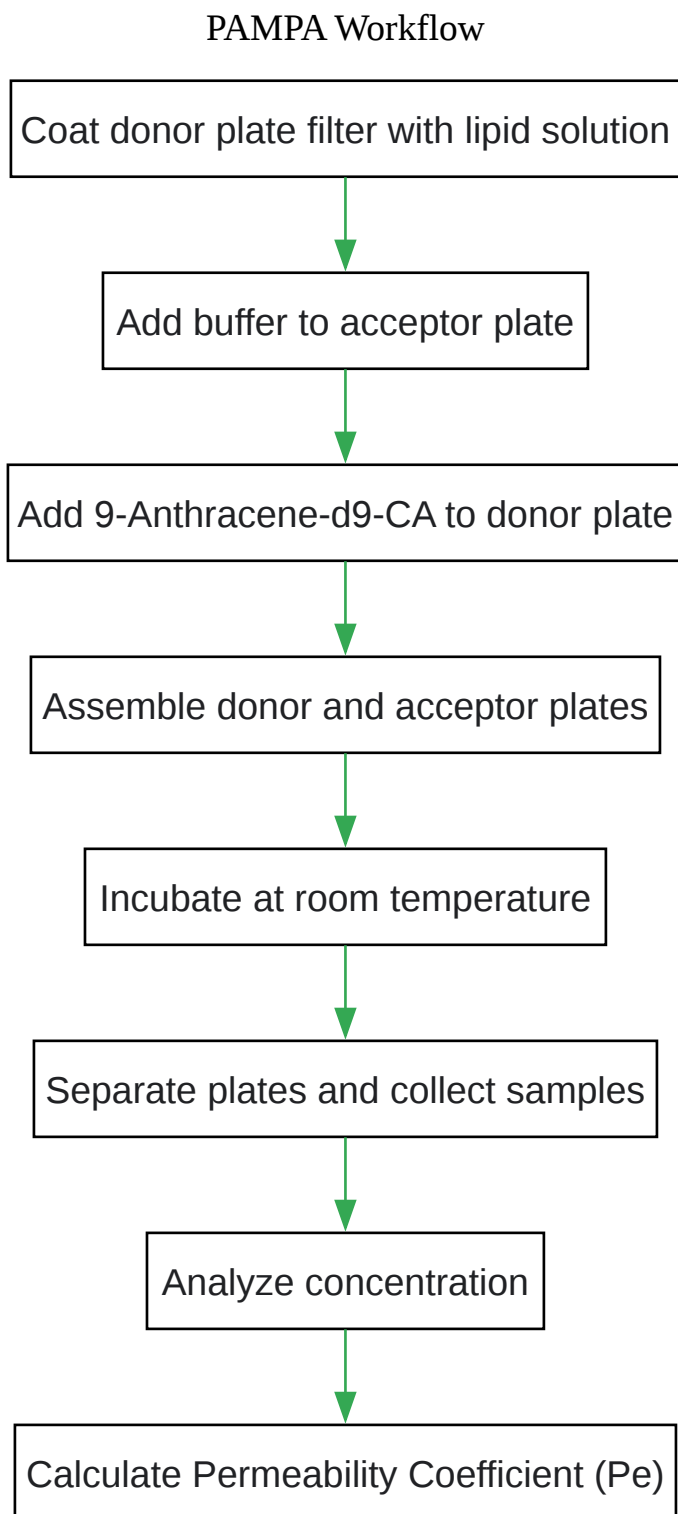 PAMPA Workflow
Coat donor plate filter with lipid solution
Add buffer to acceptor plate
Add 9-Anthracene-d9-CA to donor plate
Assemble donor and acceptor plates
Incubate at room temperature
Separate plates and collect samples
Analyze concentration
Calculate Permeability Coefficient (Pe)